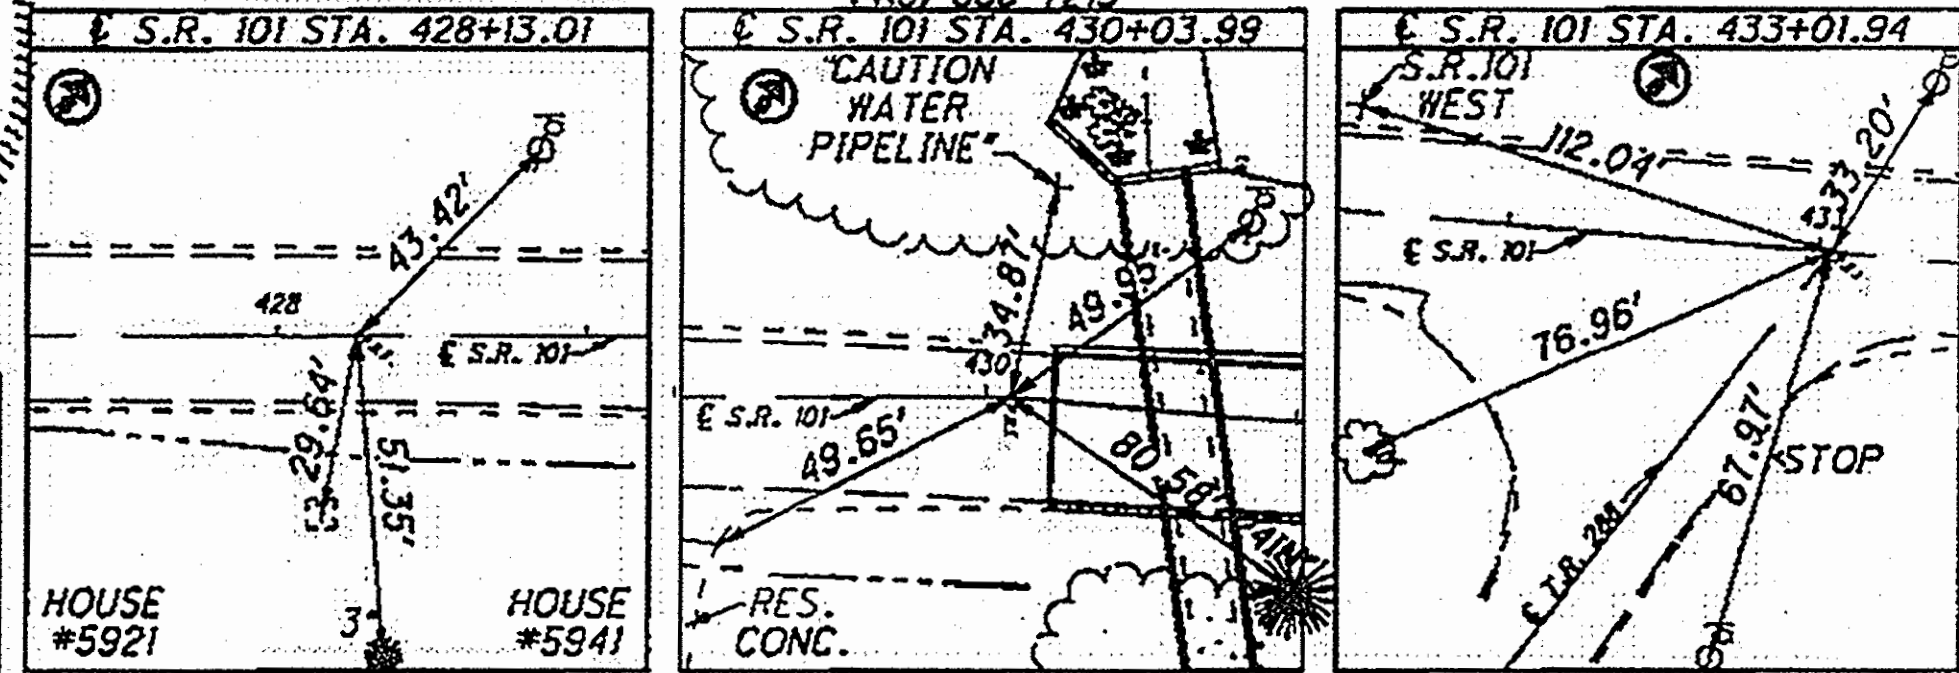 ℄ S.R. 101 STA. 428+13.01
43.42'
428
℄ S.R. 101
29.64'
51.35'
3"
HOUSE
#5921
HOUSE
#5941
℄ S.R. 101 STA. 430+03.99
"CAUTION
WATER
PIPELINE"
34.87'
49.93'
430
℄ S.R. 101
49.65'
80.58'
RES.
CONC.
℄ S.R. 101 STA. 433+01.94
S.R.101
WEST
112.04'
33.20'
433
℄ S.R. 101
76.96'
67.97'
STOP
℄ T.R. 288